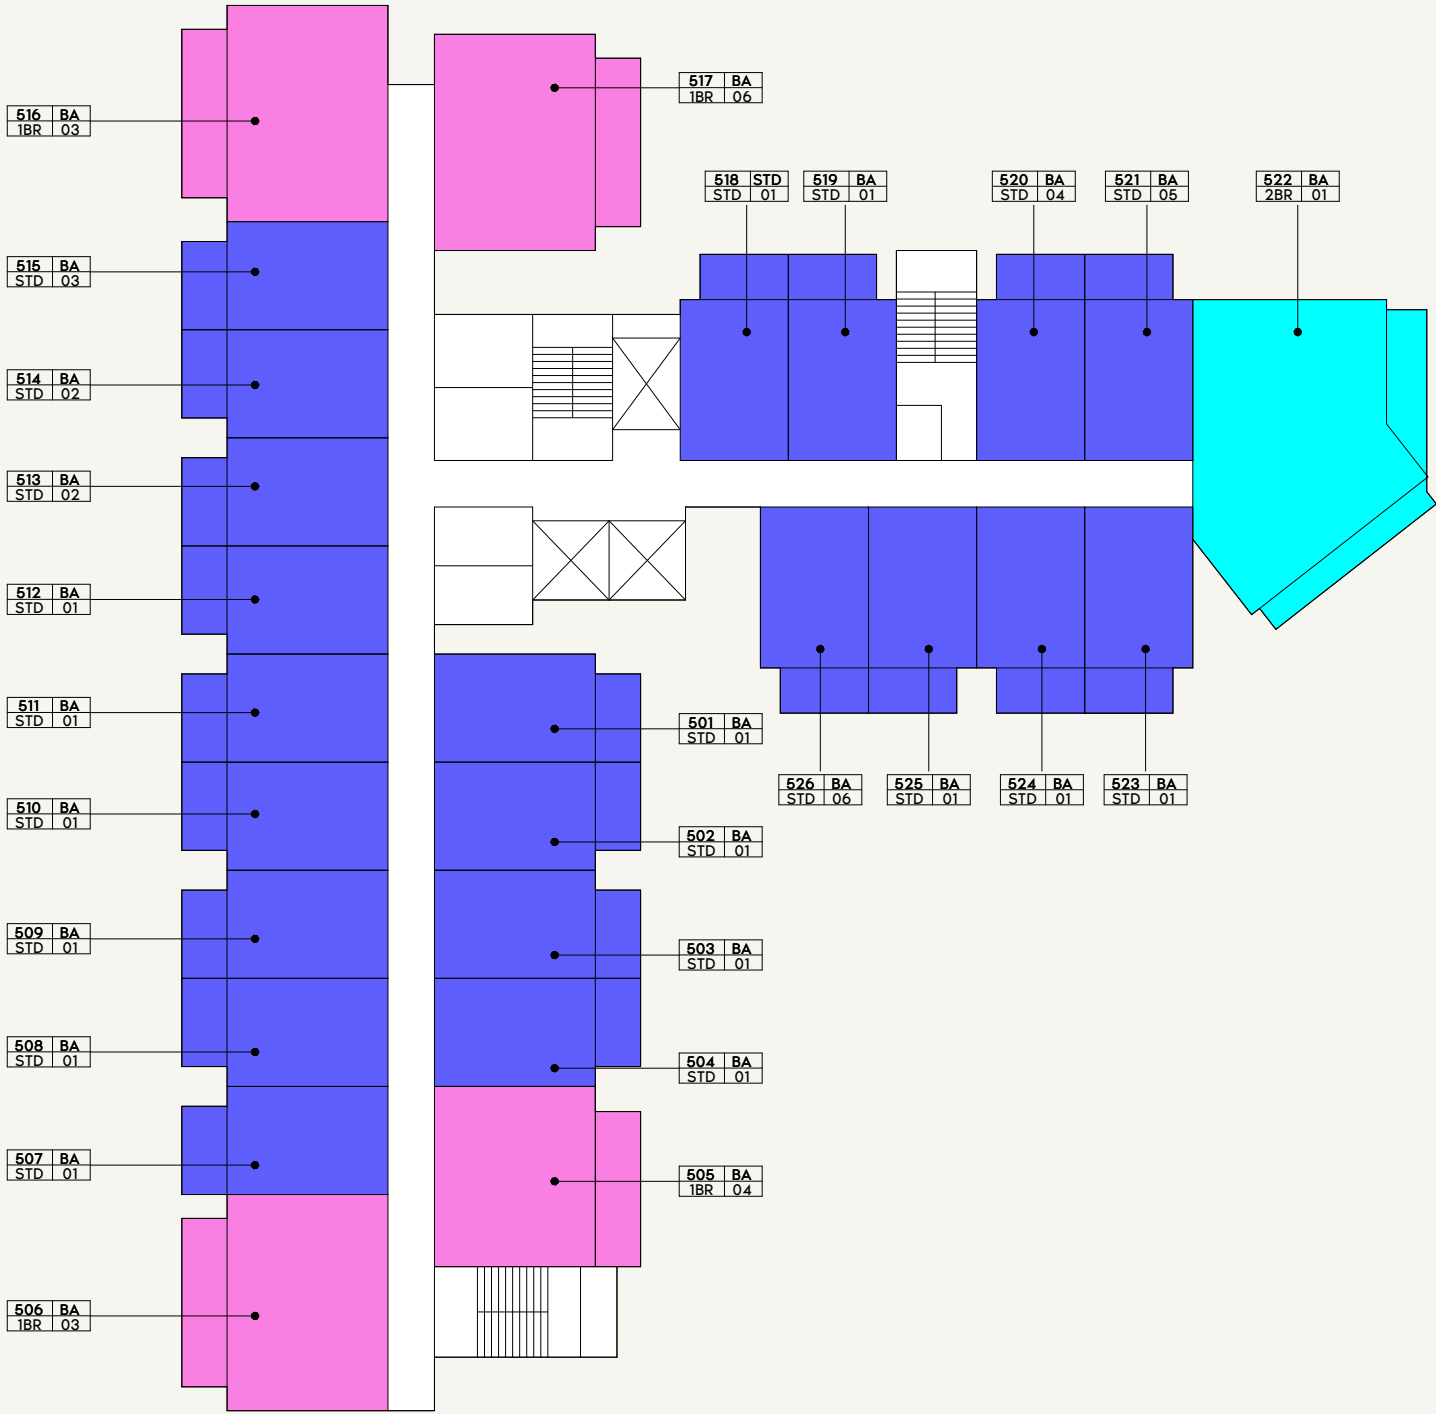 517 BA
1BR 06
516 BA
1BR 03
518 STD
STD 01
519 BA
STD 01
520 BA
STD 04
521 BA
STD 05
522 BA
2BR 01
515 BA
STD 03
514 BA
STD 02
513 BA
STD 02
512 BA
STD 01
511 BA
STD 01
501 BA
STD 01
526 BA
STD 06
525 BA
STD 01
524 BA
STD 01
523 BA
STD 01
510 BA
STD 01
502 BA
STD 01
509 BA
STD 01
503 BA
STD 01
508 BA
STD 01
504 BA
STD 01
507 BA
STD 01
505 BA
1BR 04
506 BA
1BR 03